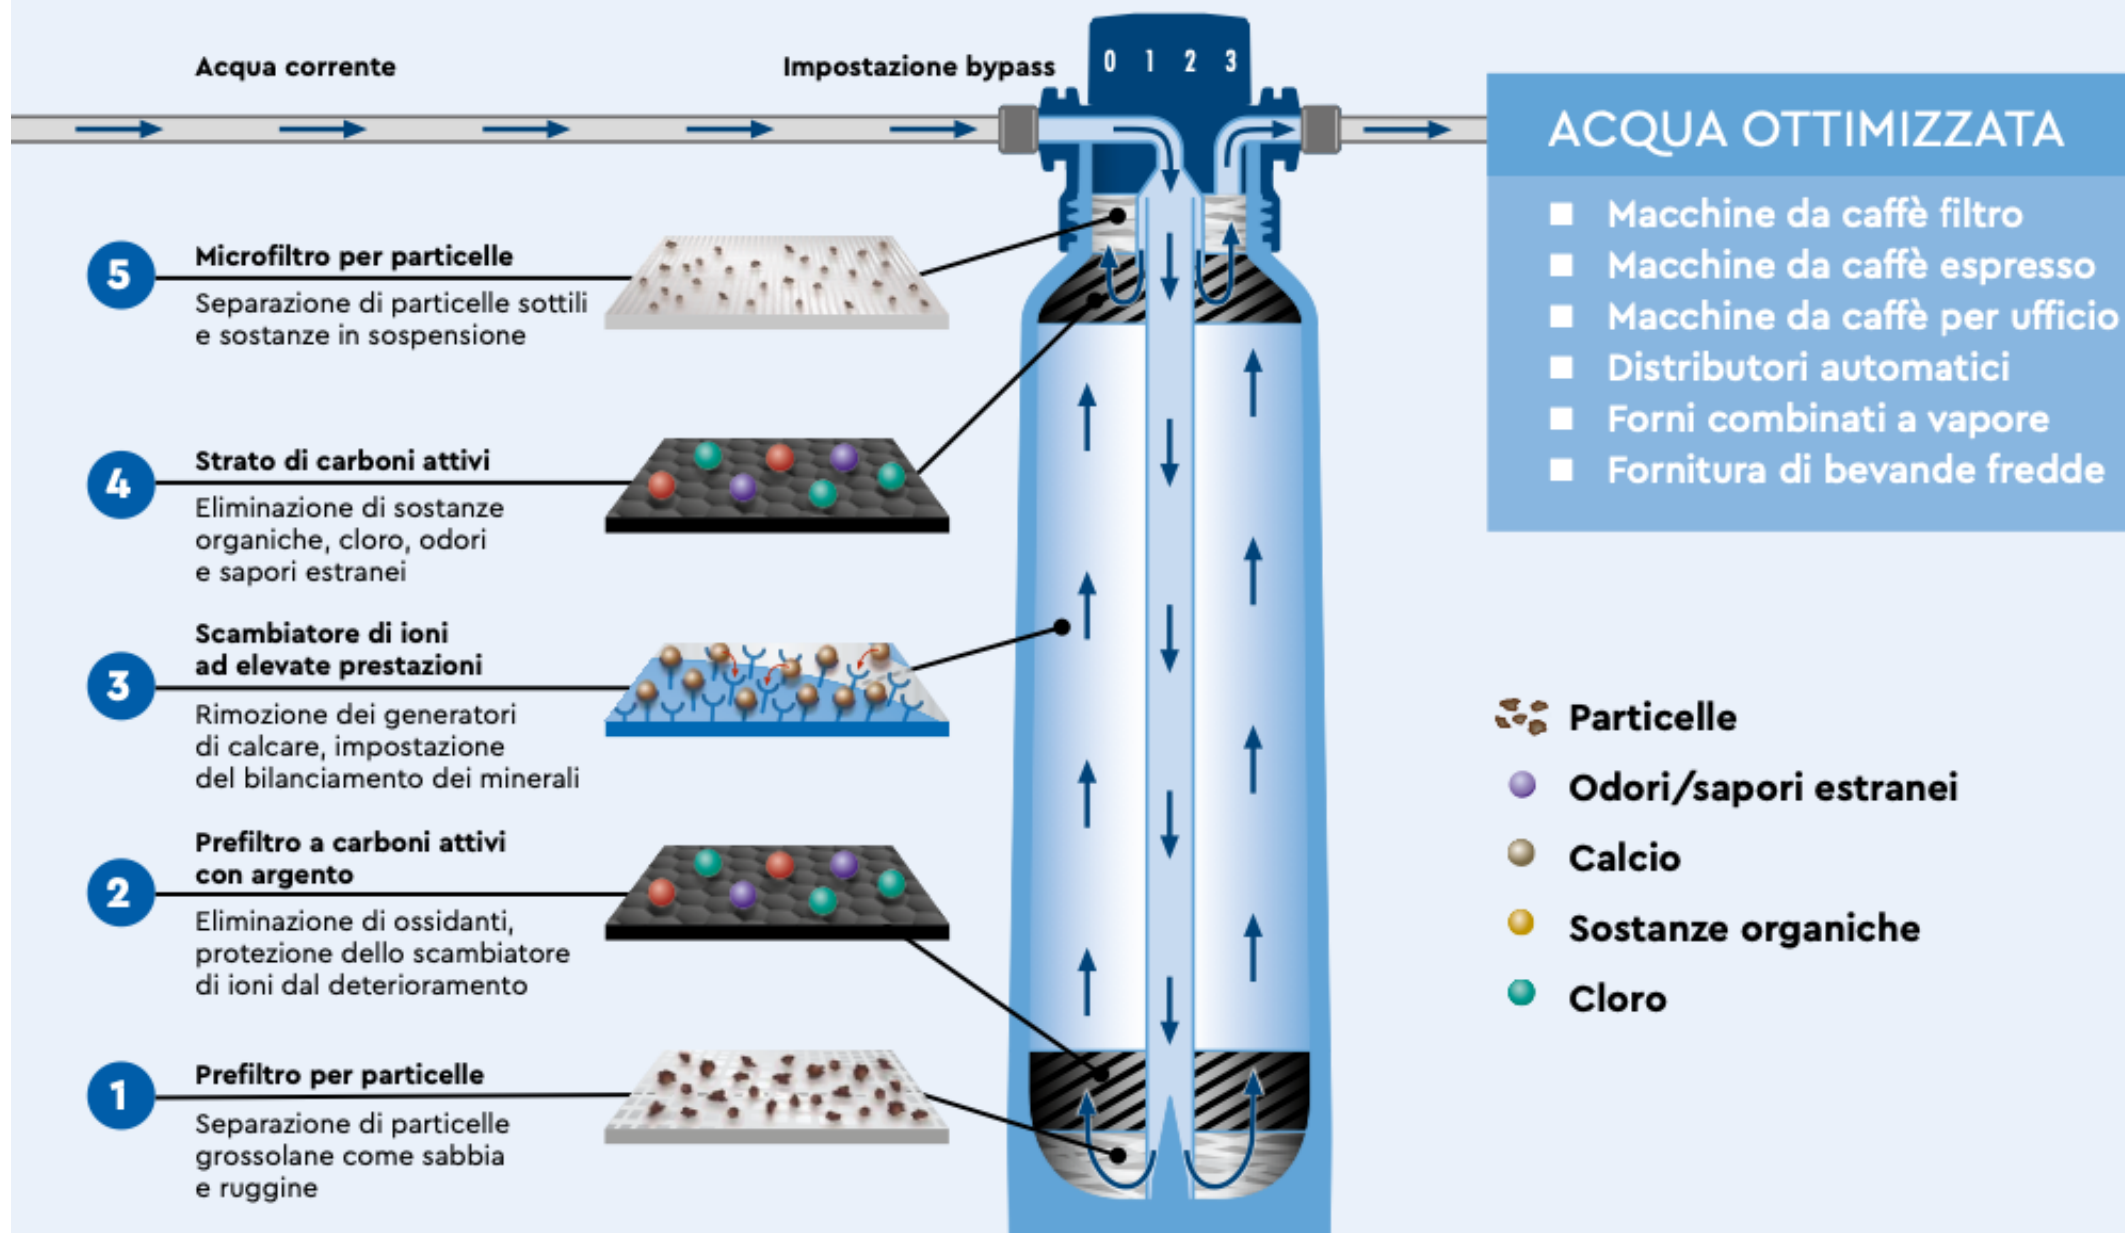 Acqua corrente
Impostazione bypass
0 1 2 3
5
Microfiltro per particelle
Separazione di particelle sottili
e sostanze in sospensione
4
Strato di carboni attivi
Eliminazione di sostanze
organiche, cloro, odori
e sapori estranei
3
Scambiatore di ioni
ad elevate prestazioni
Rimozione dei generatori
di calcare, impostazione
del bilanciamento dei minerali
2
Prefiltro a carboni attivi
con argento
Eliminazione di ossidanti,
protezione dello scambiatore
di ioni dal deterioramento
1
Prefiltro per particelle
Separazione di particelle
grossolane come sabbia
e ruggine
ACQUA OTTIMIZZATA
Macchine da caffè filtro
Macchine da caffè espresso
Macchine da caffè per ufficio
Distributori automatici
Forni combinati a vapore
Fornitura di bevande fredde
Particelle
Odori/sapori estranei
Calcio
Sostanze organiche
Cloro